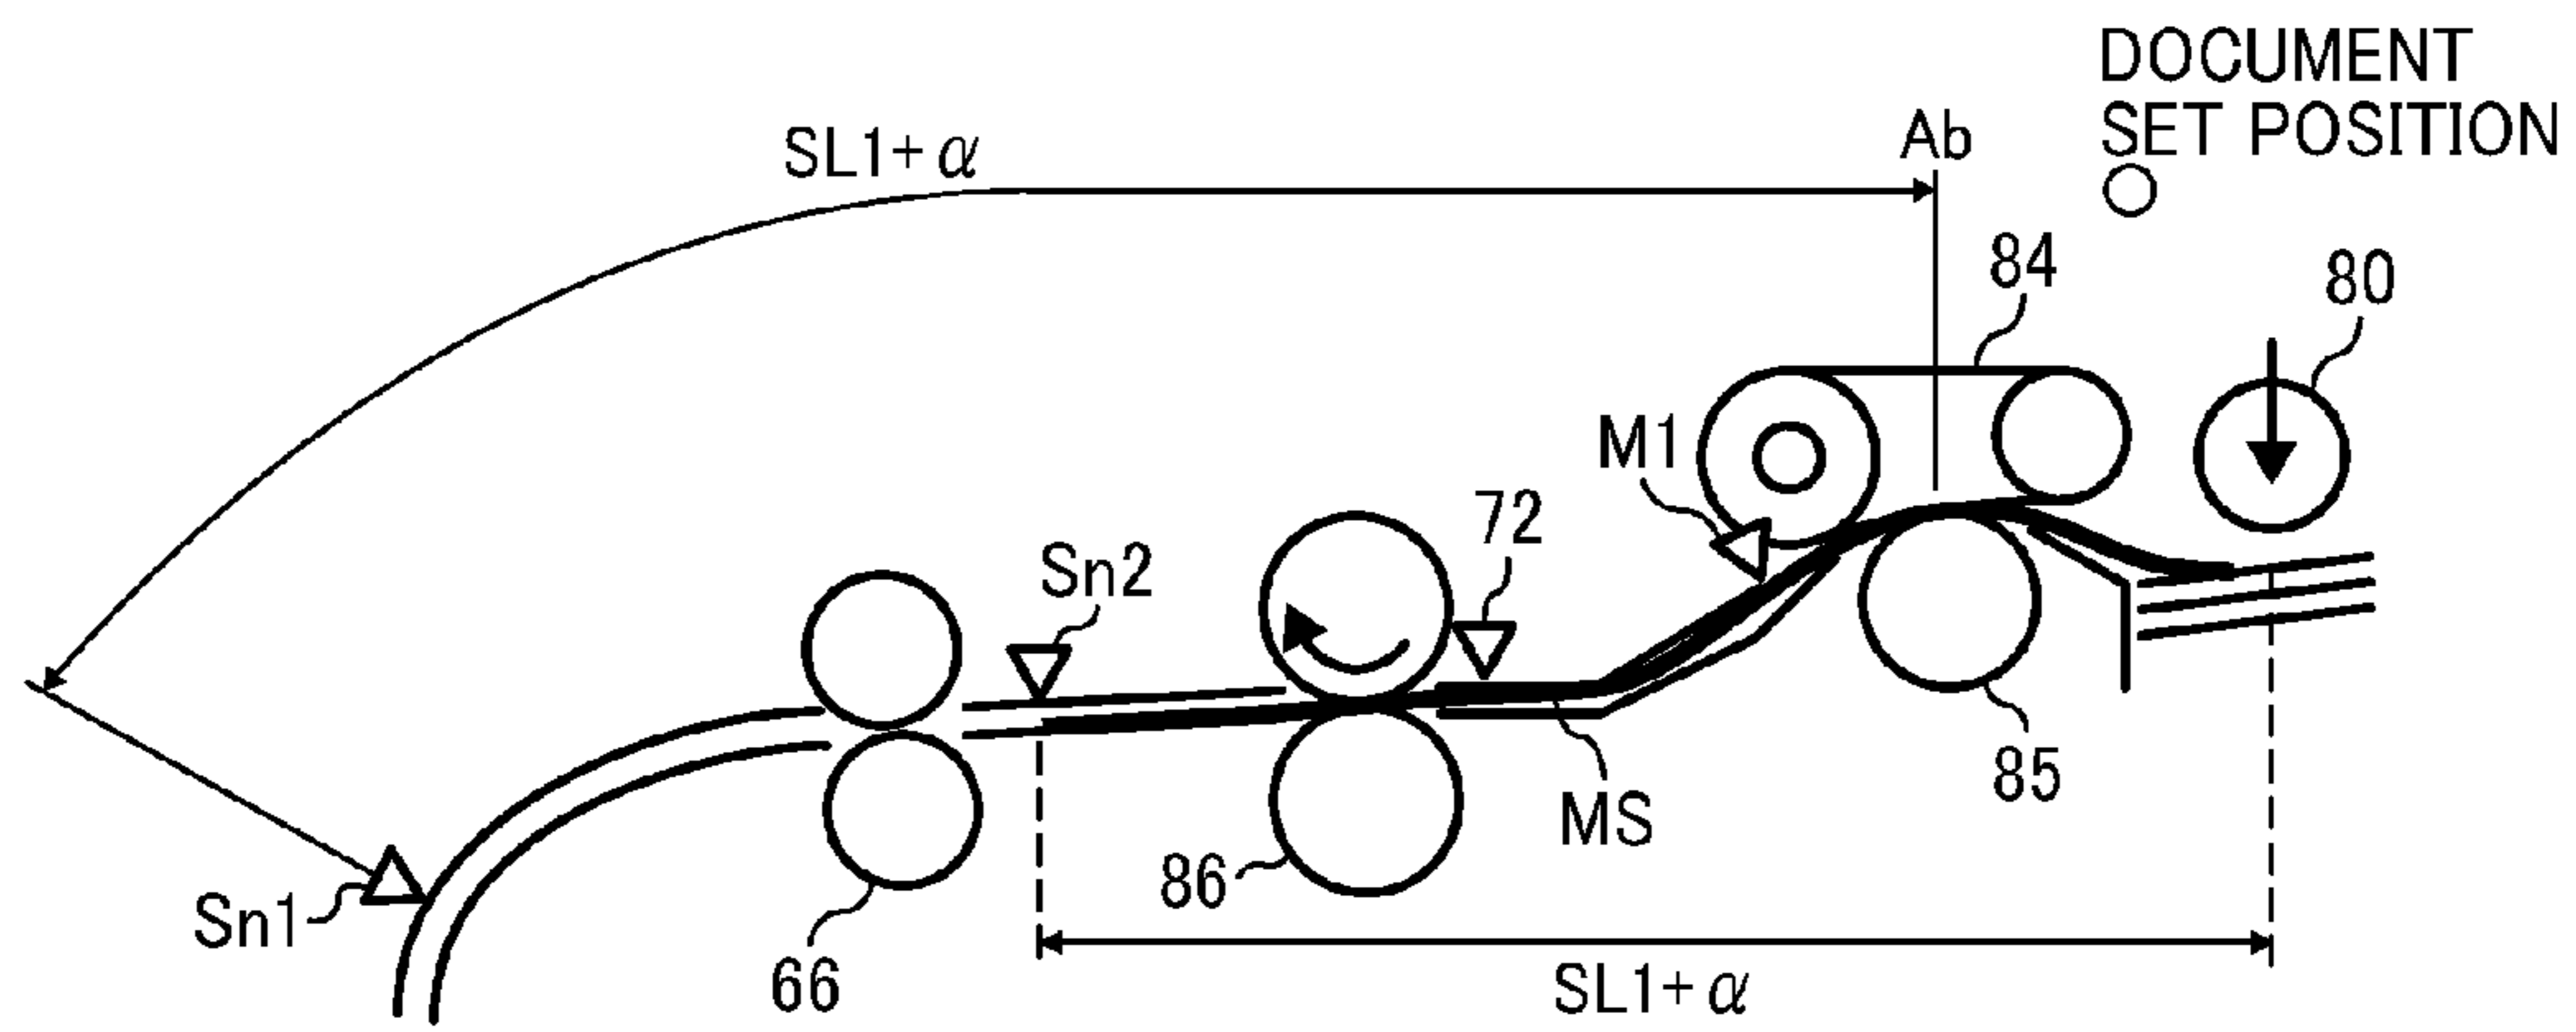 DOCUMENT
SET POSITION
SL1+α
Ab
84
80
M1
72
Sn2
85
MS
86
Sn1
66
SL1+α